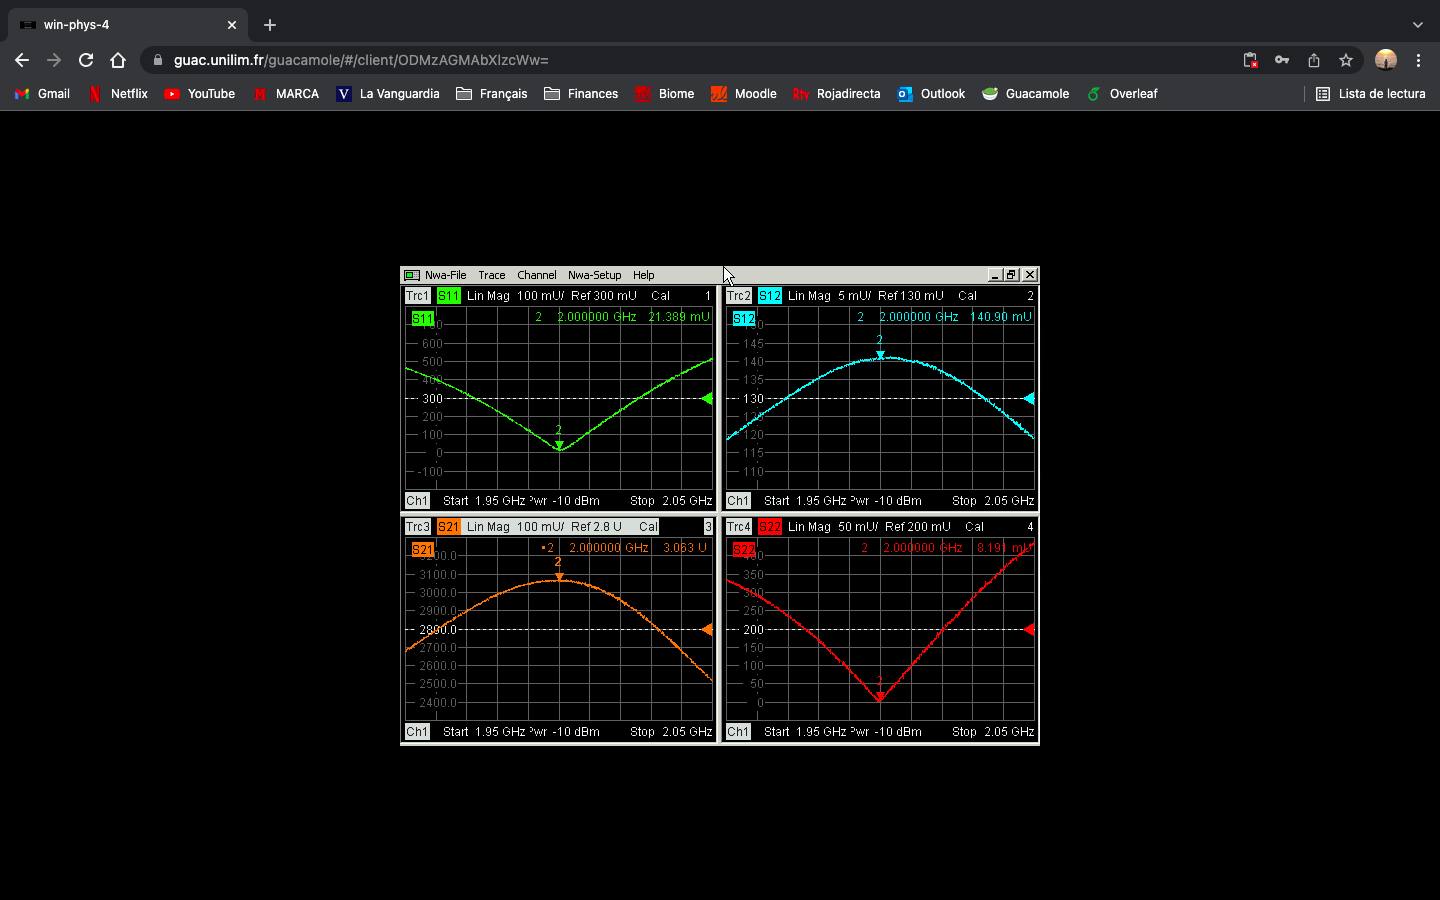 win-phys-4
guac.unilim.fr/guacamole/#/client/ODMzAGMAbXlzcWw=
Gmail Netflix YouTube MARCA La Vanguardia Français Finances Biome Moodle Rojadirecta Outlook Guacamole Overleaf Lista de lectura
Nwa-File Trace Channel Nwa-Setup Help
Trc1 S11 Lin Mag 100 mU/ Ref 300 mU Cal 1
S11 2 2.000000 GHz 21.389 mU
600
500
400
300
200
100
0
-100
2
Ch1 Start 1.95 GHz Pwr -10 dBm Stop 2.05 GHz
Trc2 S12 Lin Mag 5 mU/ Ref 130 mU Cal 2
S12 2 2.000000 GHz 140.90 mU
2
145
140
135
130
125
120
115
110
Ch1 Start 1.95 GHz Pwr -10 dBm Stop 2.05 GHz
Trc3 S21 Lin Mag 100 mU/ Ref 2.8 U Cal 3
S21 •2 2.000000 GHz 3.063 U
2
3200.0
3100.0
3000.0
2900.0
2800.0
2700.0
2600.0
2500.0
2400.0
Ch1 Start 1.95 GHz Pwr -10 dBm Stop 2.05 GHz
Trc4 S22 Lin Mag 50 mU/ Ref 200 mU Cal 4
S22 2 2.000000 GHz 8.191 mU
400
350
300
250
200
150
100
50
0
2
Ch1 Start 1.95 GHz Pwr -10 dBm Stop 2.05 GHz